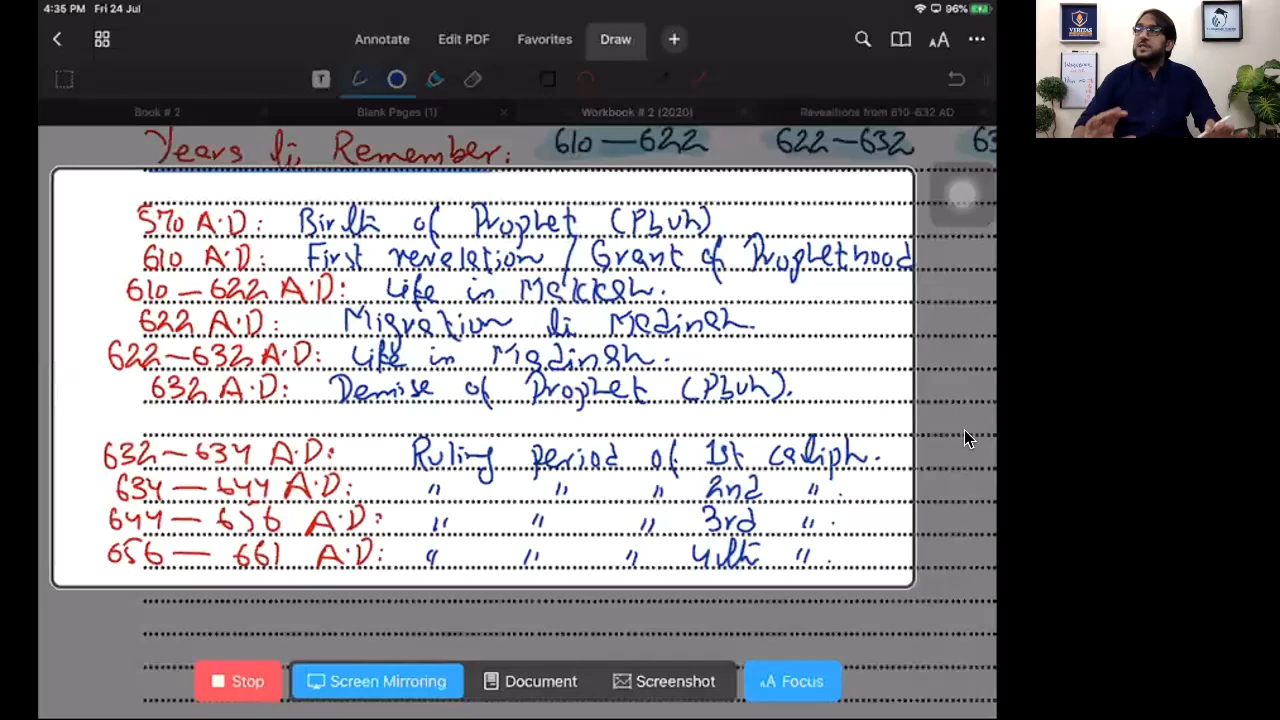 4:35 PM Fri 24 Jul 96%
Annotate Edit PDF Favorites Draw
AA
T
Book # 2 Blank Pages (1) Workbook # 2 (2020) Reveations from 610-632 AD
Years to Remember: 610 — 622 622 — 632 63
570 A.D: Birth of Prophet (Pbuh)
610 A.D: First revelation / Grant of Prophethood
610 — 622 A.D: Life in Makkah.
622 A.D: Migration to Madinah.
622 — 632 A.D: Life in Madinah.
632 A.D: Demise of Prophet (Pbuh).
632 — 634 A.D: Ruling period of 1st caliph.
634 — 644 A.D: " " " 2nd ".
644 — 656 A.D: " " " 3rd ".
656 — 661 A.D: " " " 4th ".
Stop Screen Mirroring Document Screenshot AA Focus
VERITAS